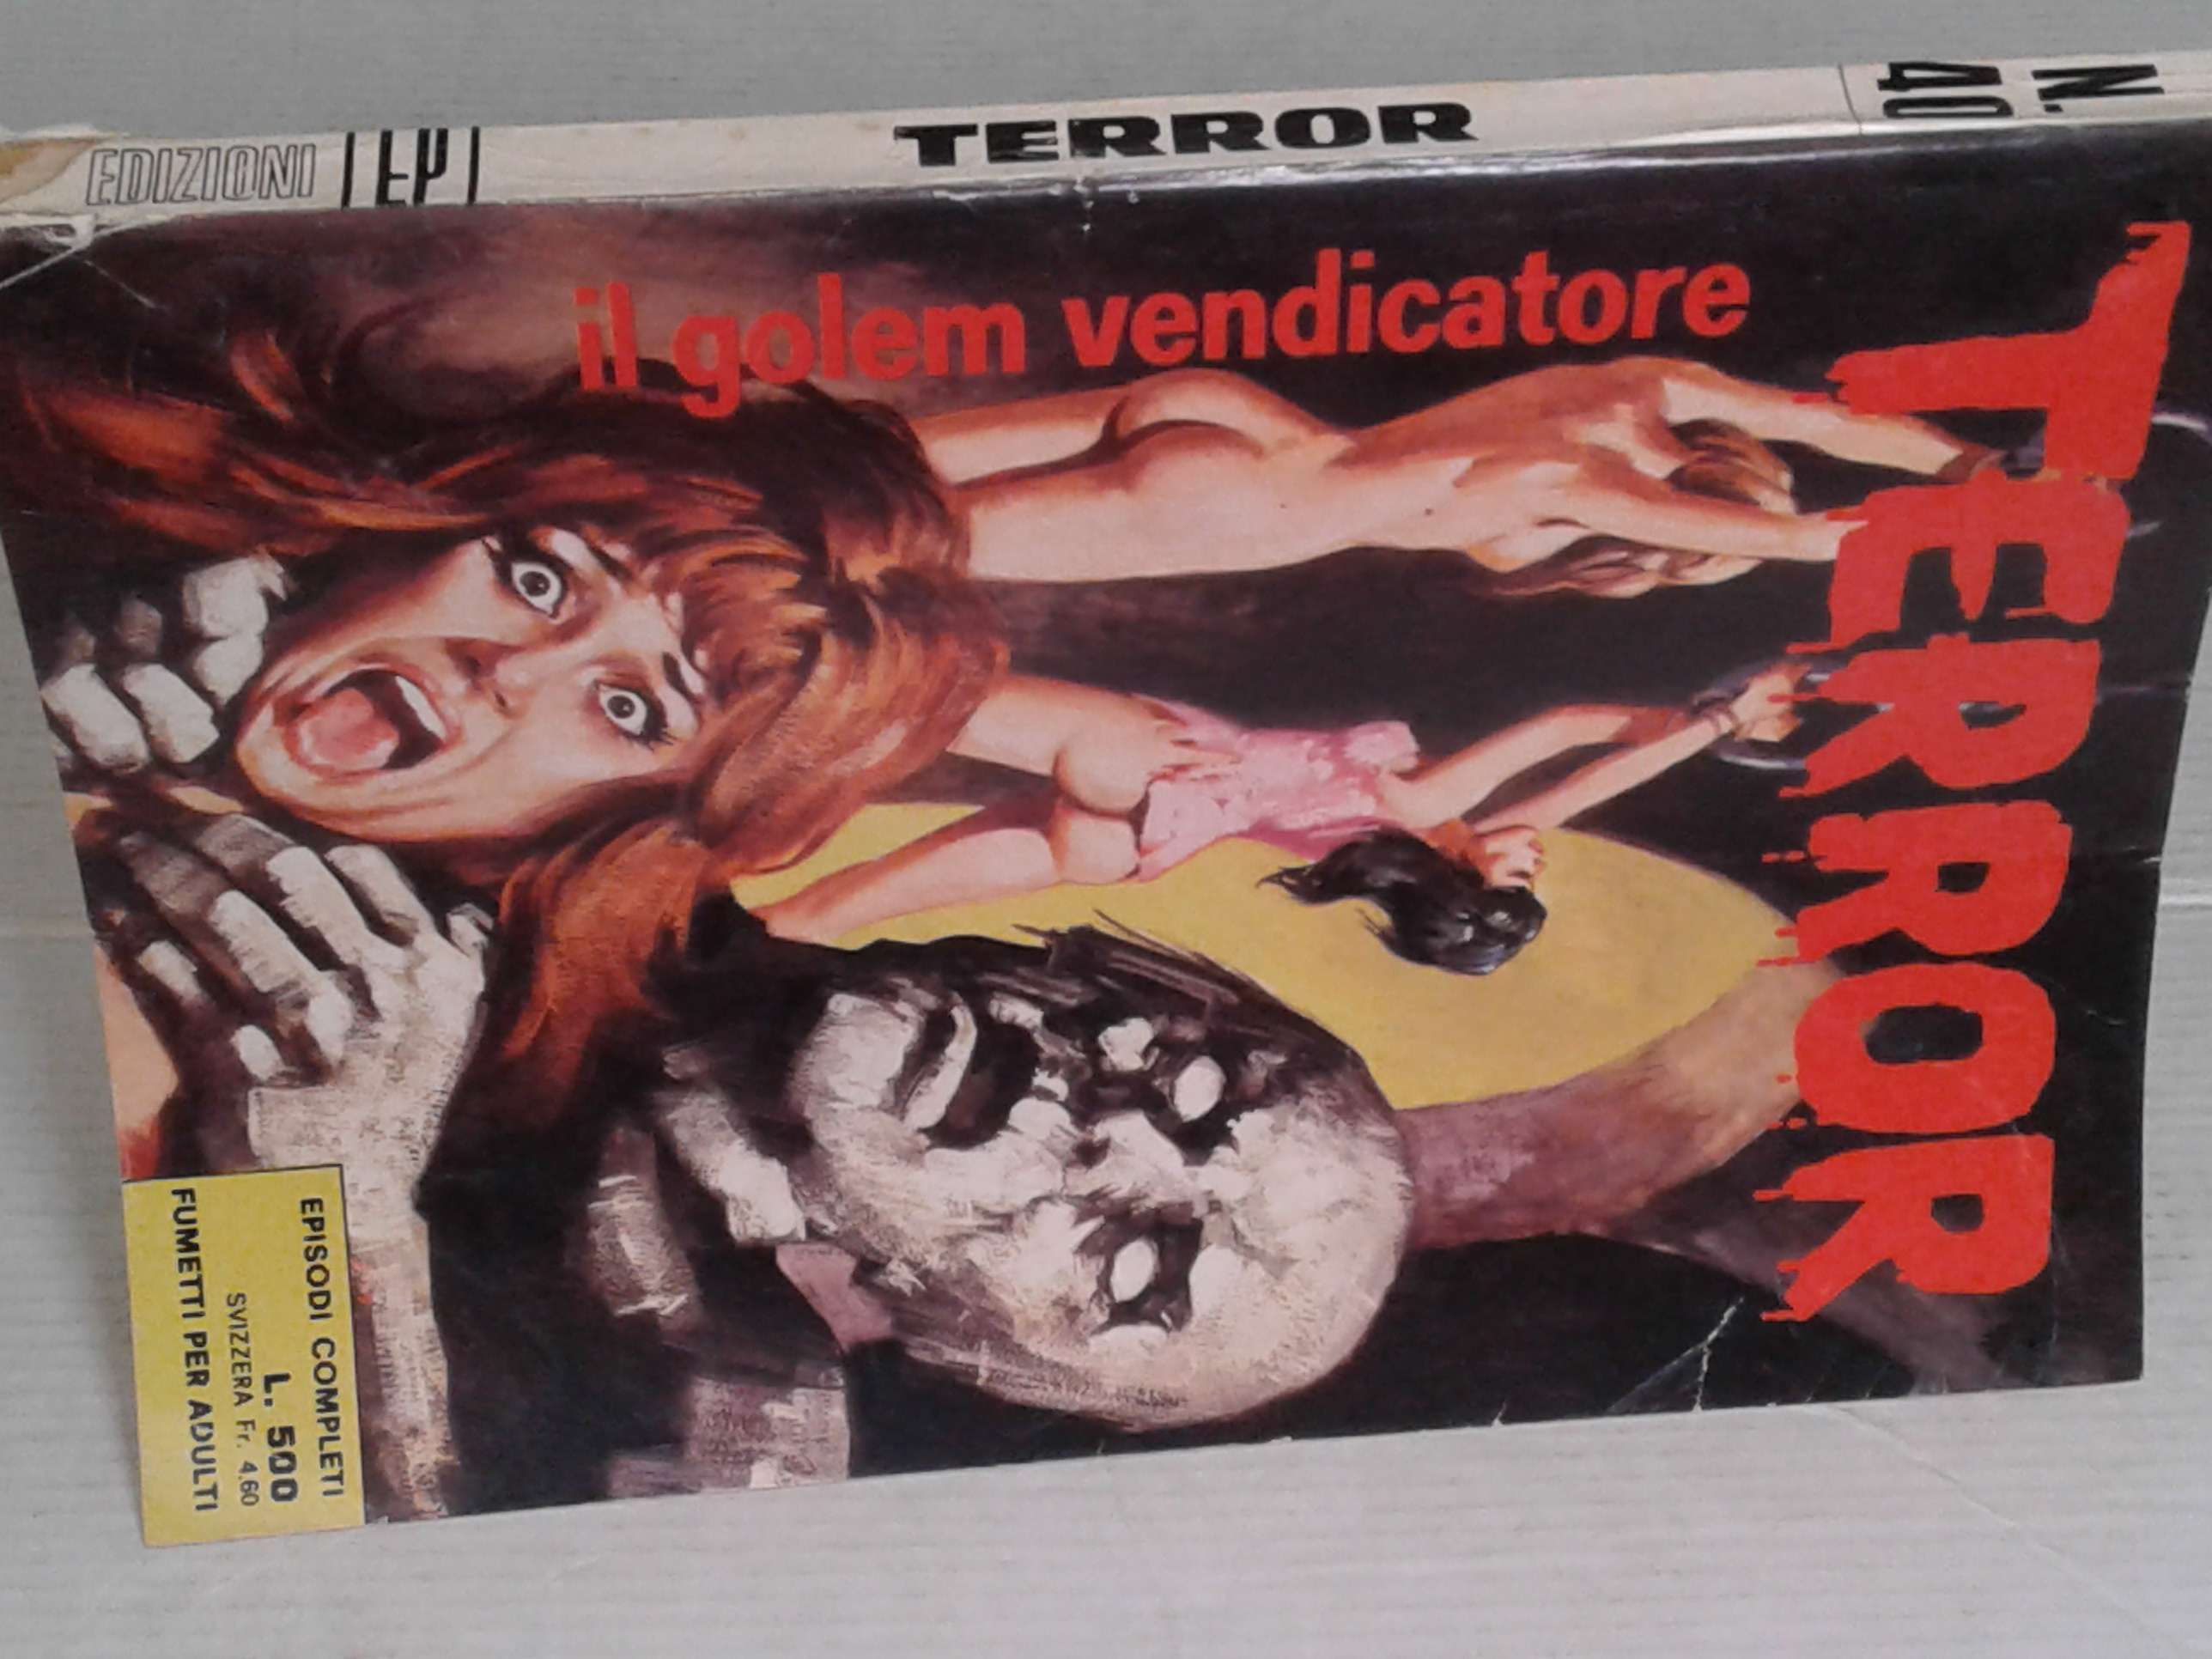 EDIZIONI EP
TERROR
N.
40
TERROR
il golem vendicatore
EPISODI COMPLETI
L. 500
SVIZZERA Fr. 4.60
FUMETTI PER ADULTI